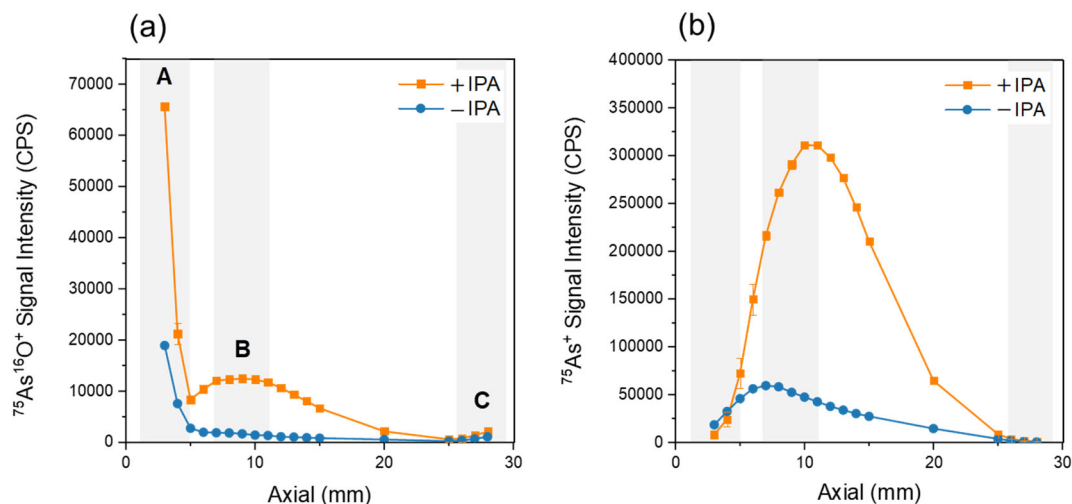 (a)
⁷⁵As¹⁶O⁺ Signal Intensity (CPS)
70000
60000
50000
40000
30000
20000
10000
0
A
B
C
+IPA
−IPA
0
10
20
30
Axial (mm)
(b)
⁷⁵As⁺ Signal Intensity (CPS)
400000
350000
300000
250000
200000
150000
100000
50000
0
+IPA
−IPA
0
10
20
30
Axial (mm)